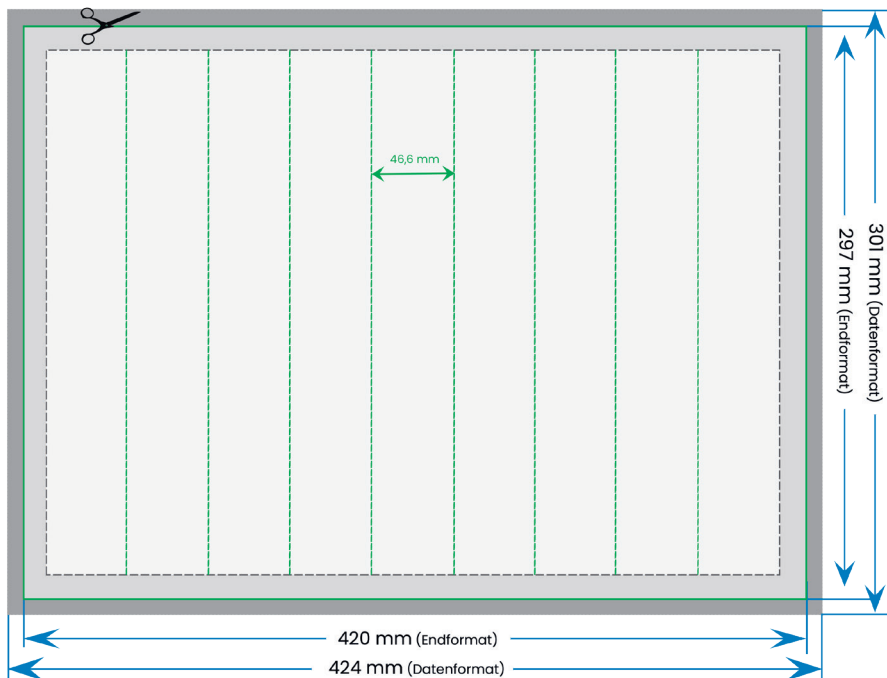 46,6 mm
301 mm (Datenformat)
297 mm (Endformat)
420 mm (Endformat)
424 mm (Datenformat)